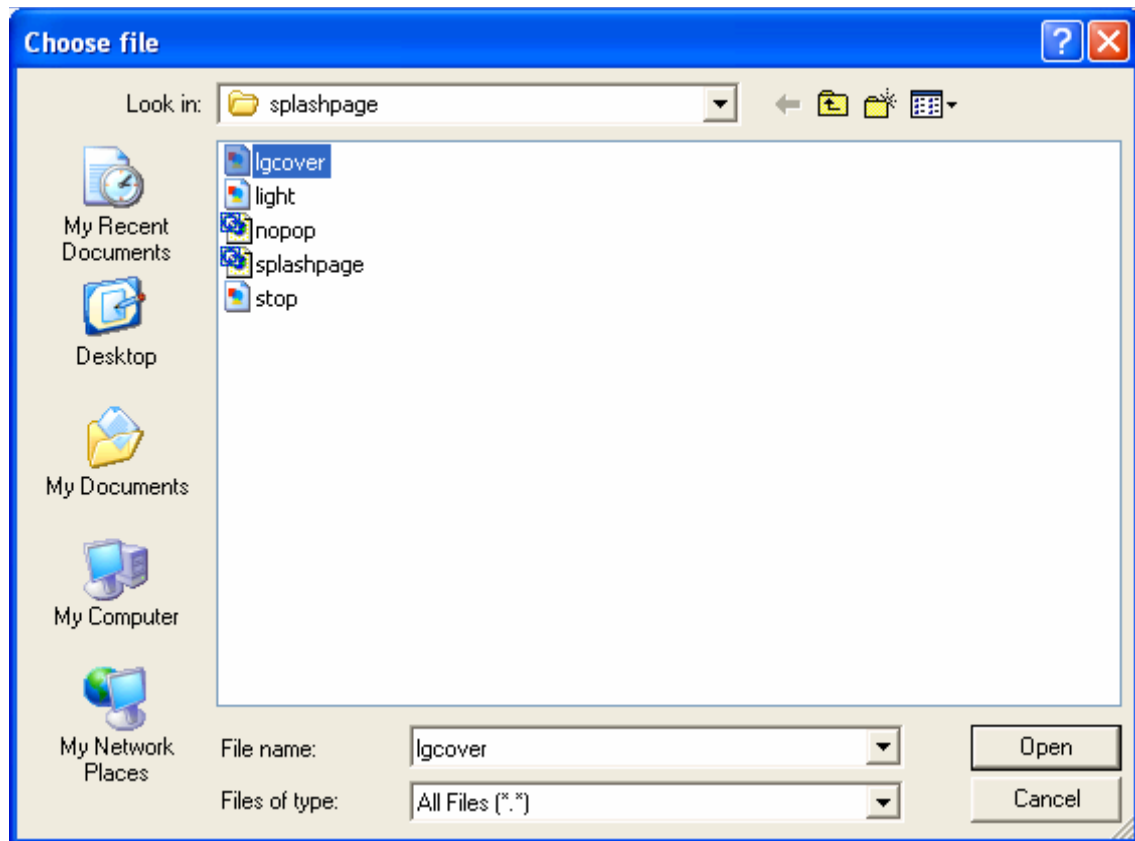 Choose file
Look in:
splashpage
lgcover
light
nopop
splashpage
stop
My Recent
Documents
Desktop
My Documents
My Computer
My Network
Places
File name:
lgcover
Open
Files of type:
All Files (*.*)
Cancel